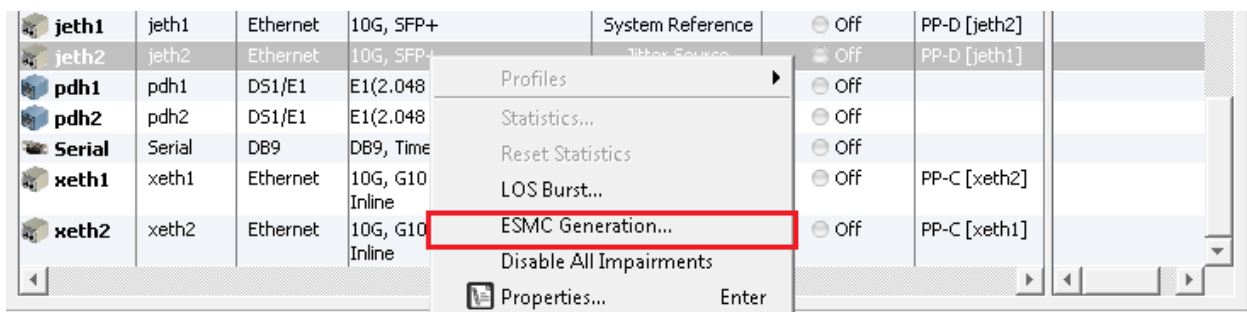 jeth1 jeth1 Ethernet 10G, SFP+ System Reference Off PP-D [jeth2]
jeth2 jeth2 Ethernet 10G, SFP+ Jitter Source Off PP-D [jeth1]
pdh1 pdh1 DS1/E1 E1(2.048 Off
pdh2 pdh2 DS1/E1 E1(2.048 Off
Serial Serial DB9 DB9, Time Off
xeth1 xeth1 Ethernet 10G, G10 Off PP-C [xeth2]
Inline
xeth2 xeth2 Ethernet 10G, G10 Off PP-C [xeth1]
Inline
Profiles
Statistics...
Reset Statistics
LOS Burst...
ESMC Generation...
Disable All Impairments
Properties... Enter